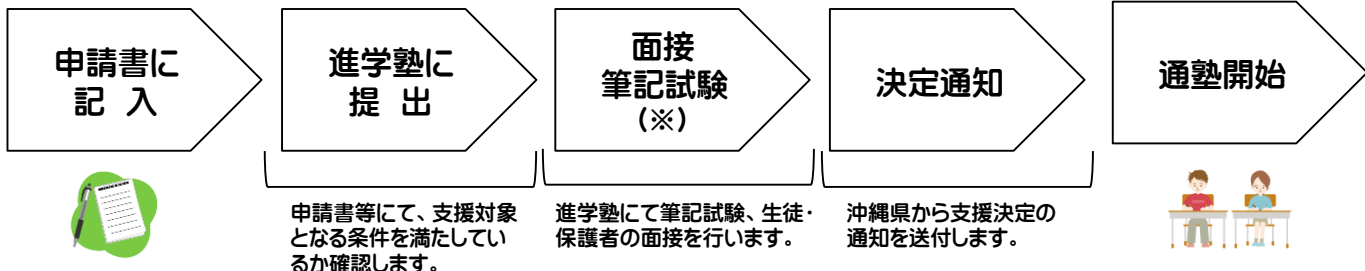 申請書に
記 入
進学塾に
提 出
面接
筆記試験
(※)
決定通知
通塾開始
申請書等にて、支援対象
となる条件を満たしてい
るか確認します。
進学塾にて筆記試験、生徒・
保護者の面接を行います。
沖縄県から支援決定の
通知を送付します。